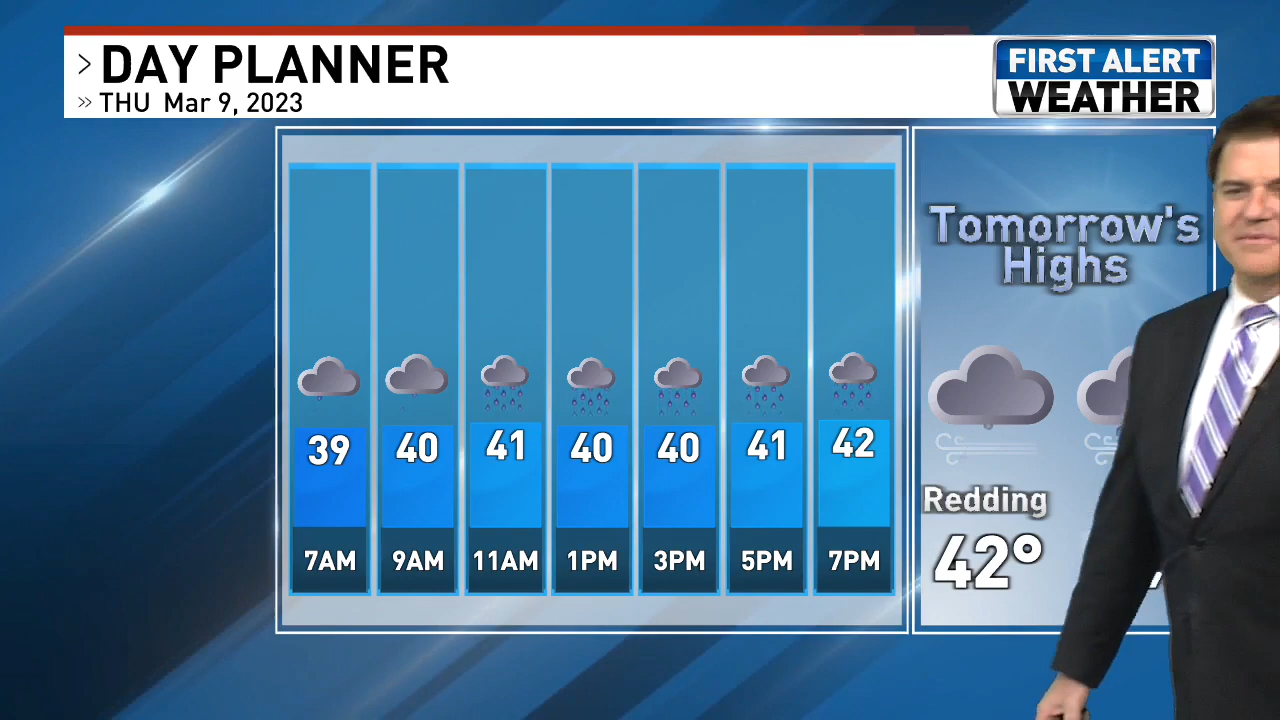 DAY PLANNER
THU Mar 9, 2023
FIRST ALERT
WEATHER
Tomorrow's
Highs
39 40 41 40 40 41 42
7AM 9AM 11AM 1PM 3PM 5PM 7PM
Redding
42°